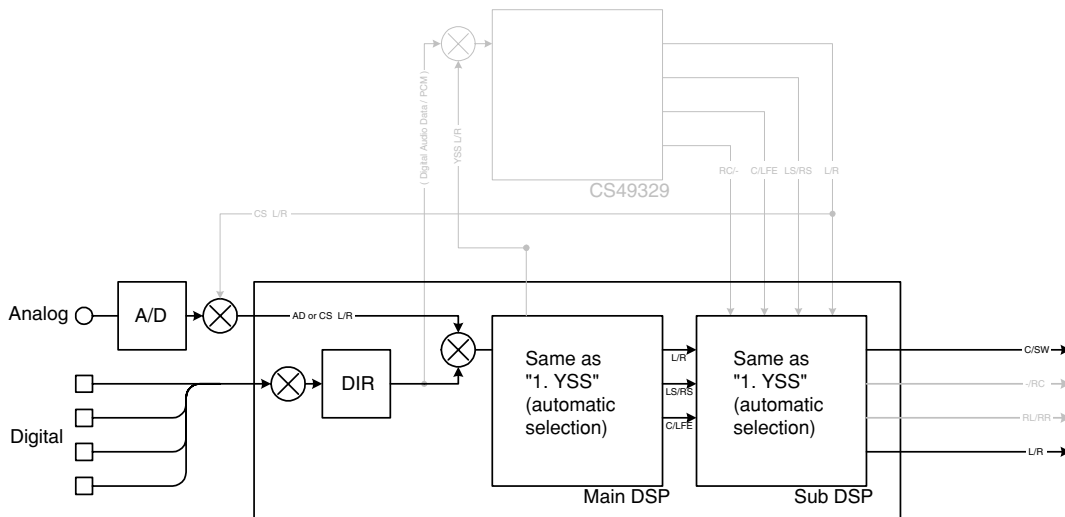 ( Digital Audio Data / PCM )
YSS L/R
RC/-
C/LFE
LS/RS
L/R
CS49329
CS L/R
Analog
A/D
AD or CS L/R
DIR
Digital
Same as
"1. YSS"
(automatic
selection)
L/R
LS/RS
C/LFE
Main DSP
Same as
"1. YSS"
(automatic
selection)
Sub DSP
C/SW
-/RC
RL/RR
L/R